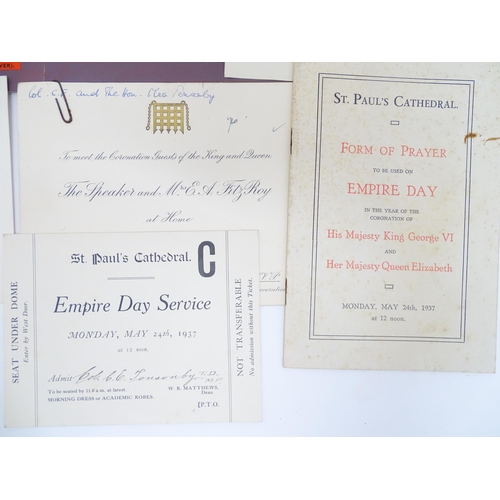 VER).
Col. C.E. and The Hon. Mrs Ponsonby
To meet the Coronation Guests of the King and Queen
The Speaker and Mrs E.A. FitzRoy
at Home
St. Paul's Cathedral.
C
Empire Day Service
MONDAY, MAY 24th, 1937
at 12 noon.
Admit Col. C.E. Ponsonby T.D. M.P.
To be seated by 11.0 a.m. at latest
W. R. MATTHEWS,
Dean.
MORNING DRESS or ACADEMIC ROBES.
[P.T.O.
SEAT UNDER DOME
Enter by West Door.
NOT TRANSFERABLE
No admission without this Ticket.
ST. PAUL'S CATHEDRAL.
FORM OF PRAYER
TO BE USED ON
EMPIRE DAY
IN THE YEAR OF THE
CORONATION OF
HIS MAJESTY KING GEORGE VI
AND
HER MAJESTY QUEEN ELIZABETH
MONDAY, MAY 24th, 1937
at 12 noon.